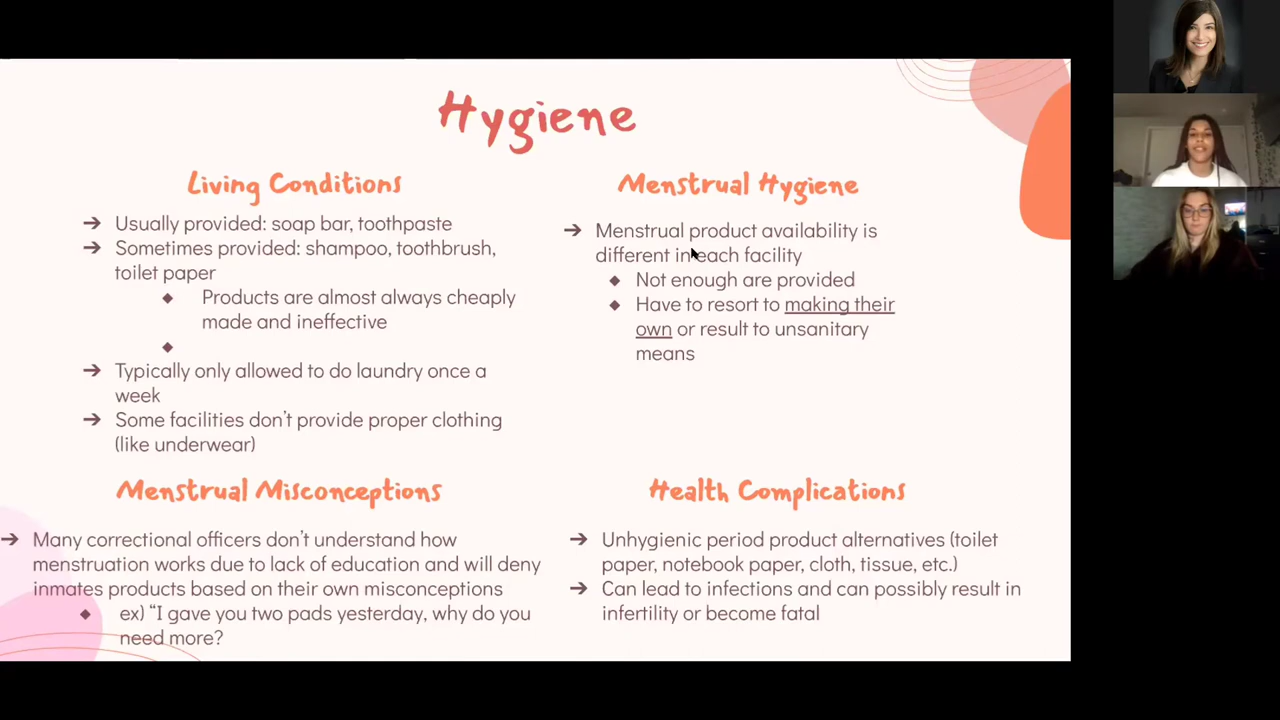 Hygiene
Living Conditions
➔ Usually provided: soap bar, toothpaste
➔ Sometimes provided: shampoo, toothbrush,
toilet paper
◆ Products are almost always cheaply
made and ineffective
◆
➔ Typically only allowed to do laundry once a
week
➔ Some facilities don't provide proper clothing
(like underwear)
Menstrual Hygiene
➔ Menstrual product availability is
different in each facility
◆ Not enough are provided
◆ Have to resort to making their
own or result to unsanitary
means
Menstrual Misconceptions
➔ Many correctional officers don't understand how
menstruation works due to lack of education and will deny
inmates products based on their own misconceptions
◆ ex) “I gave you two pads yesterday, why do you
need more?
Health Complications
➔ Unhygienic period product alternatives (toilet
paper, notebook paper, cloth, tissue, etc.)
➔ Can lead to infections and can possibly result in
infertility or become fatal